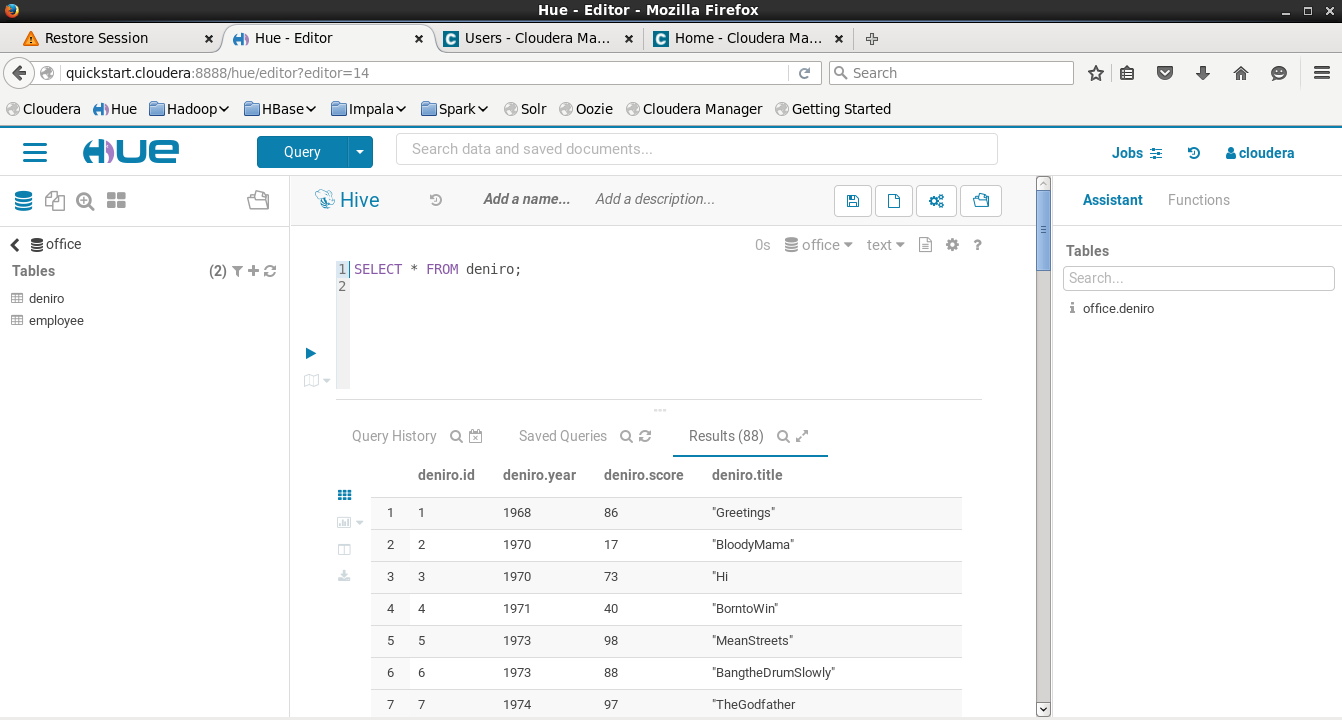 Hue - Editor - Mozilla Firefox
Restore Session
Hue - Editor
Users - Cloudera Ma...
Home - Cloudera Ma...
quickstart.cloudera:8888/hue/editor?editor=14
Search
Cloudera
Hue
Hadoop
HBase
Impala
Spark
Solr
Oozie
Cloudera Manager
Getting Started
HUE
Query
Search data and saved documents...
Jobs
cloudera
office
Tables
(2)
deniro
employee
Hive
Add a name...
Add a description...
0s
office
text
?
1 SELECT * FROM deniro;
2
Query History
Saved Queries
Results (88)
deniro.id deniro.year deniro.score deniro.title
1 1 1968 86 "Greetings"
2 2 1970 17 "BloodyMama"
3 3 1970 73 "Hi
4 4 1971 40 "BorntoWin"
5 5 1973 98 "MeanStreets"
6 6 1973 88 "BangtheDrumSlowly"
7 7 1974 97 "TheGodfather
Assistant
Functions
Tables
Search...
office.deniro